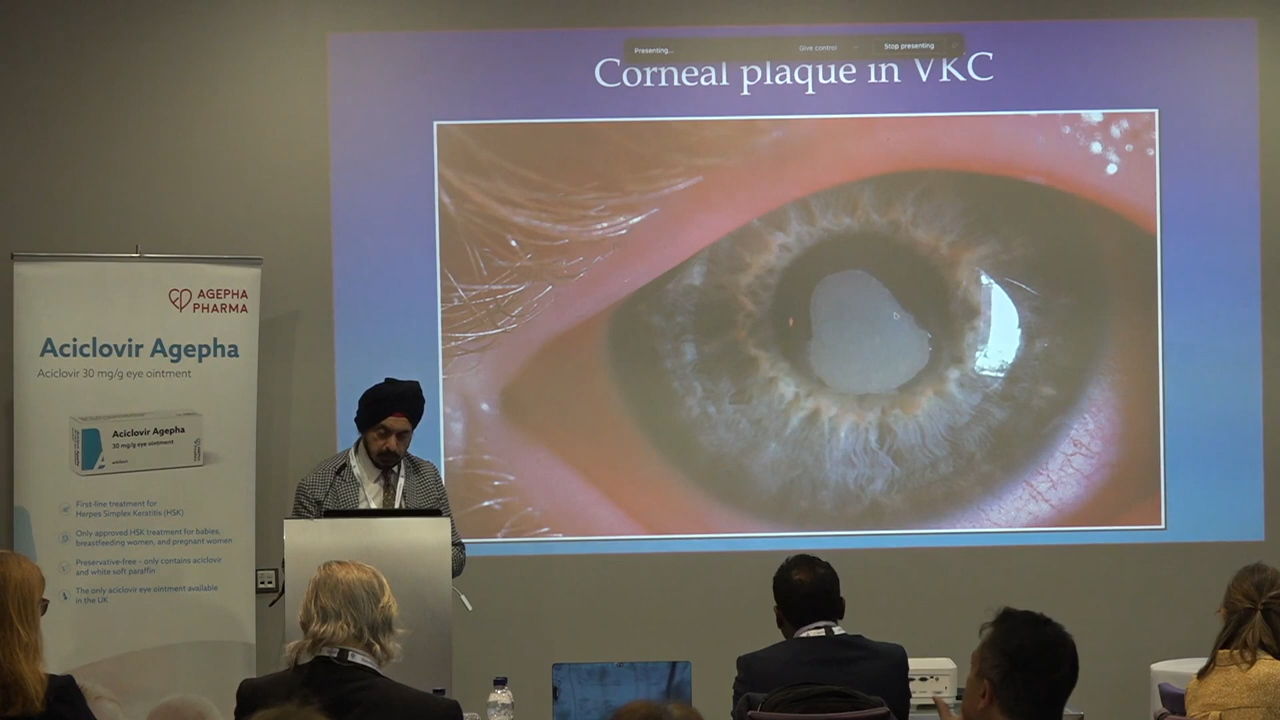 Presenting...
Give control
Stop presenting
Corneal plaque in VKC
AGEPHA
PHARMA
Aciclovir Agepha
Aciclovir 30 mg/g eye ointment
Aciclovir Agepha
30 mg/g eye ointment
First-line treatment for
Herpes Simplex Keratitis (HSK)
Only approved HSK treatment for babies,
breastfeeding women, and pregnant women
Preservative-free – only contains aciclovir
and white soft paraffin
The only aciclovir eye ointment available
in the UK